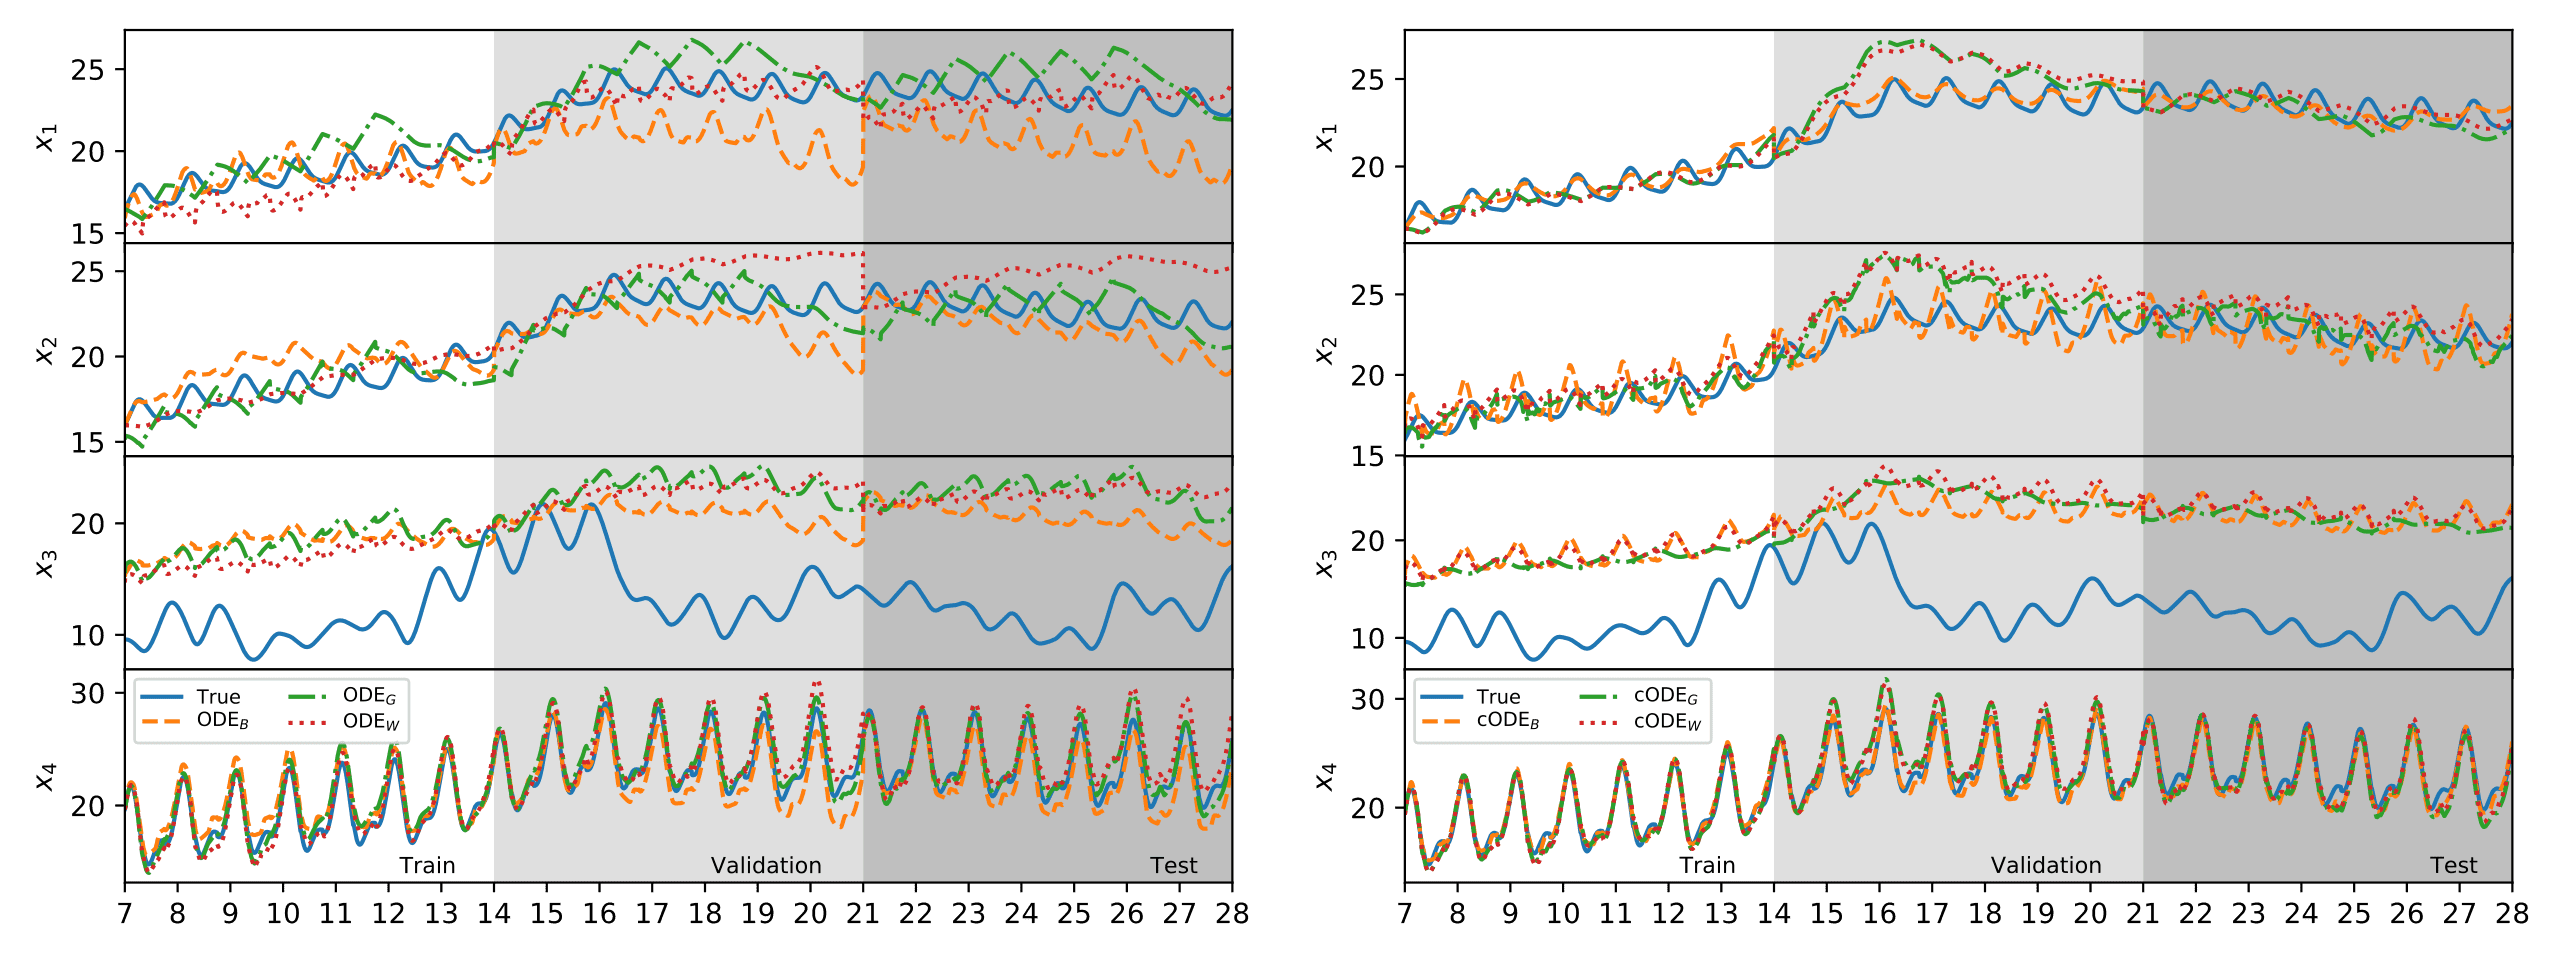 25
20
15
x1
25
20
15
x2
20
10
x3
30
20
x4
True
ODE_B
ODE_G
ODE_W
Train Validation Test
7 8 9 10 11 12 13 14 15 16 17 18 19 20 21 22 23 24 25 26 27 28
25
20
x1
25
20
15
x2
20
10
x3
30
20
x4
True
cODE_B
cODE_G
cODE_W
Train Validation Test
7 8 9 10 11 12 13 14 15 16 17 18 19 20 21 22 23 24 25 26 27 28